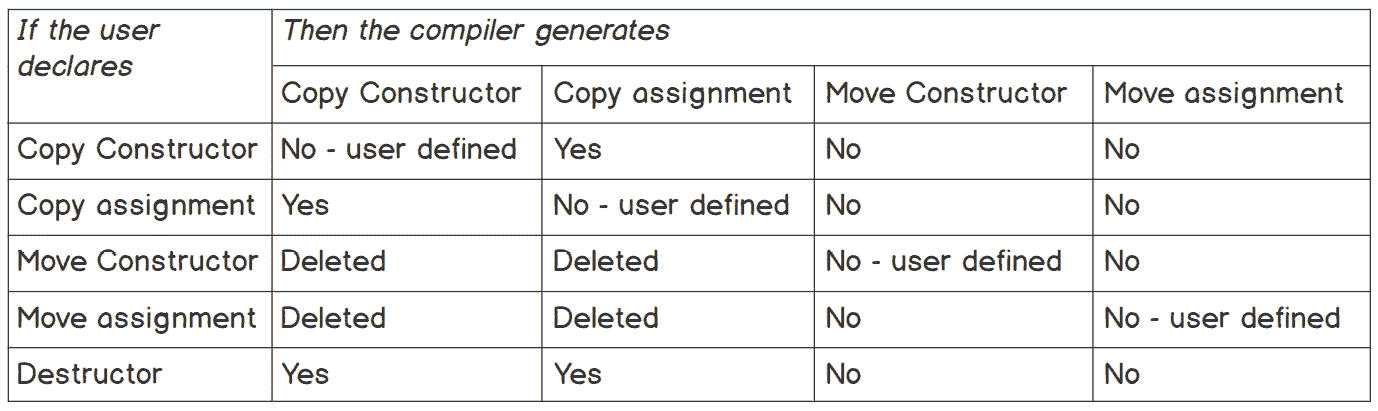 If the user declares Then the compiler generates
Copy Constructor Copy assignment Move Constructor Move assignment
Copy Constructor No - user defined Yes No No
Copy assignment Yes No - user defined No No
Move Constructor Deleted Deleted No - user defined No
Move assignment Deleted Deleted No No - user defined
Destructor Yes Yes No No